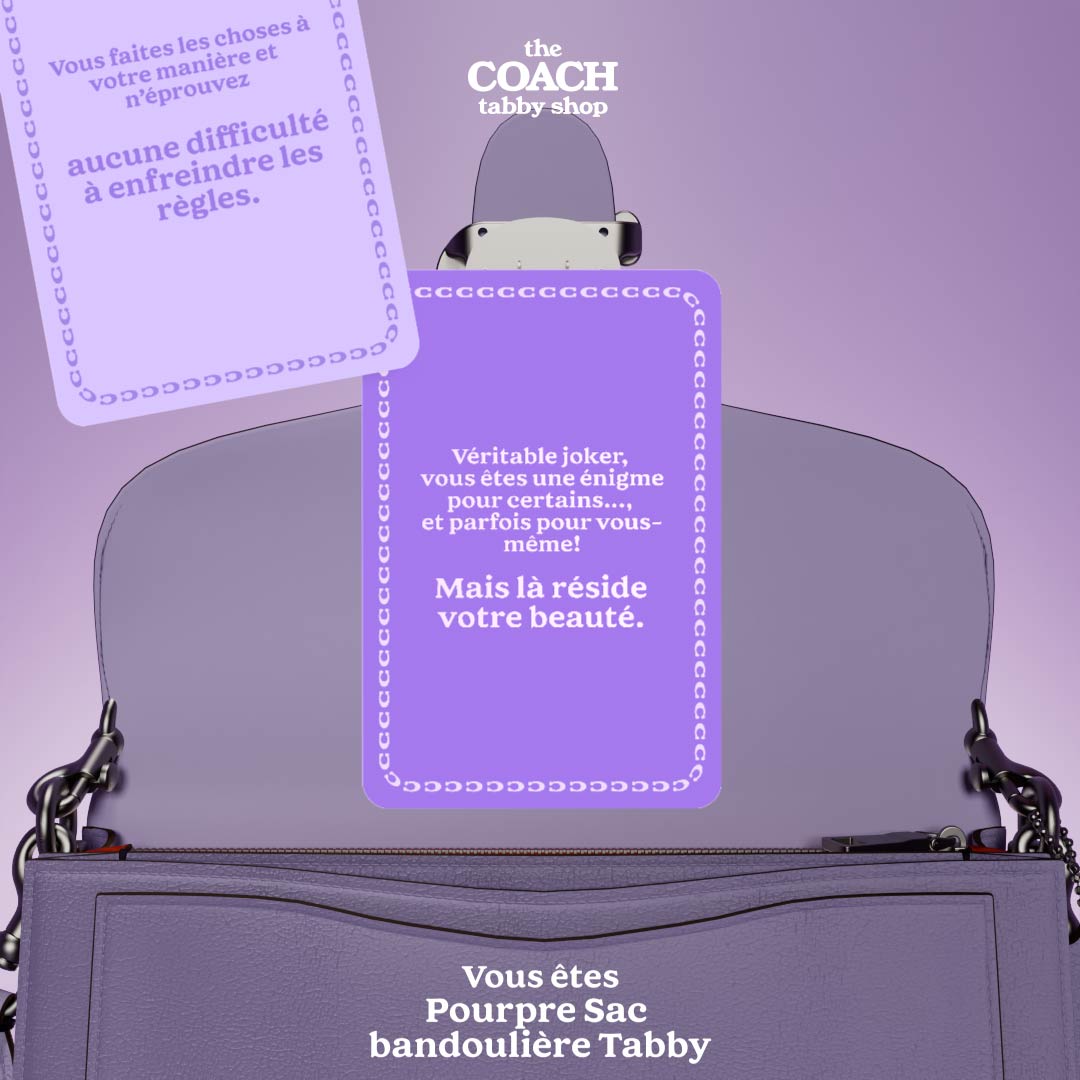 the
COACH
tabby shop
Vous faites les choses à
votre manière et
n'éprouvez
aucune difficulté
à enfreindre les
règles.
Véritable joker,
vous êtes une énigme
pour certains...,
et parfois pour vous-
même!
Mais là réside
votre beauté.
Vous êtes
Pourpre Sac
bandoulière Tabby